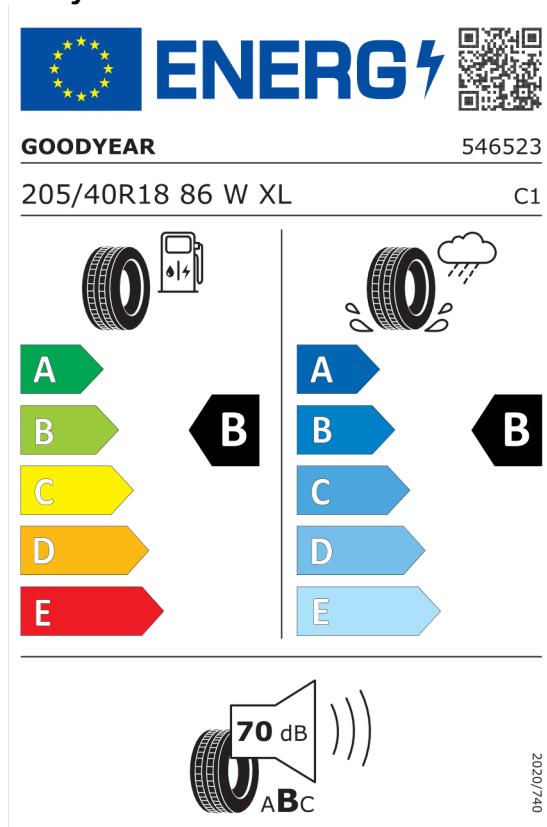 ENERG
GOODYEAR 546523
205/40R18 86 W XL C1
A A
B B B B
C C
D D
E E
70 dB
ABC
2020/740